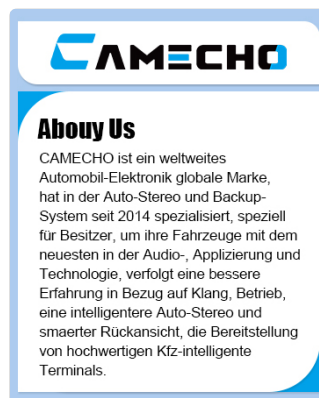 CAMECHO
Abouy Us
CAMECHO ist ein weltweites
Automobil-Elektronik globale Marke,
hat in der Auto-Stereo und Backup-
System seit 2014 spezialisiert, speziell
für Besitzer, um ihre Fahrzeuge mit dem
neuesten in der Audio-, Applizierung und
Technologie, verfolgt eine bessere
Erfahrung in Bezug auf Klang, Betrieb,
eine intelligentere Auto-Stereo und
smaerter Rückansicht, die Bereitstellung
von hochwertigen Kfz-intelligente
Terminals.